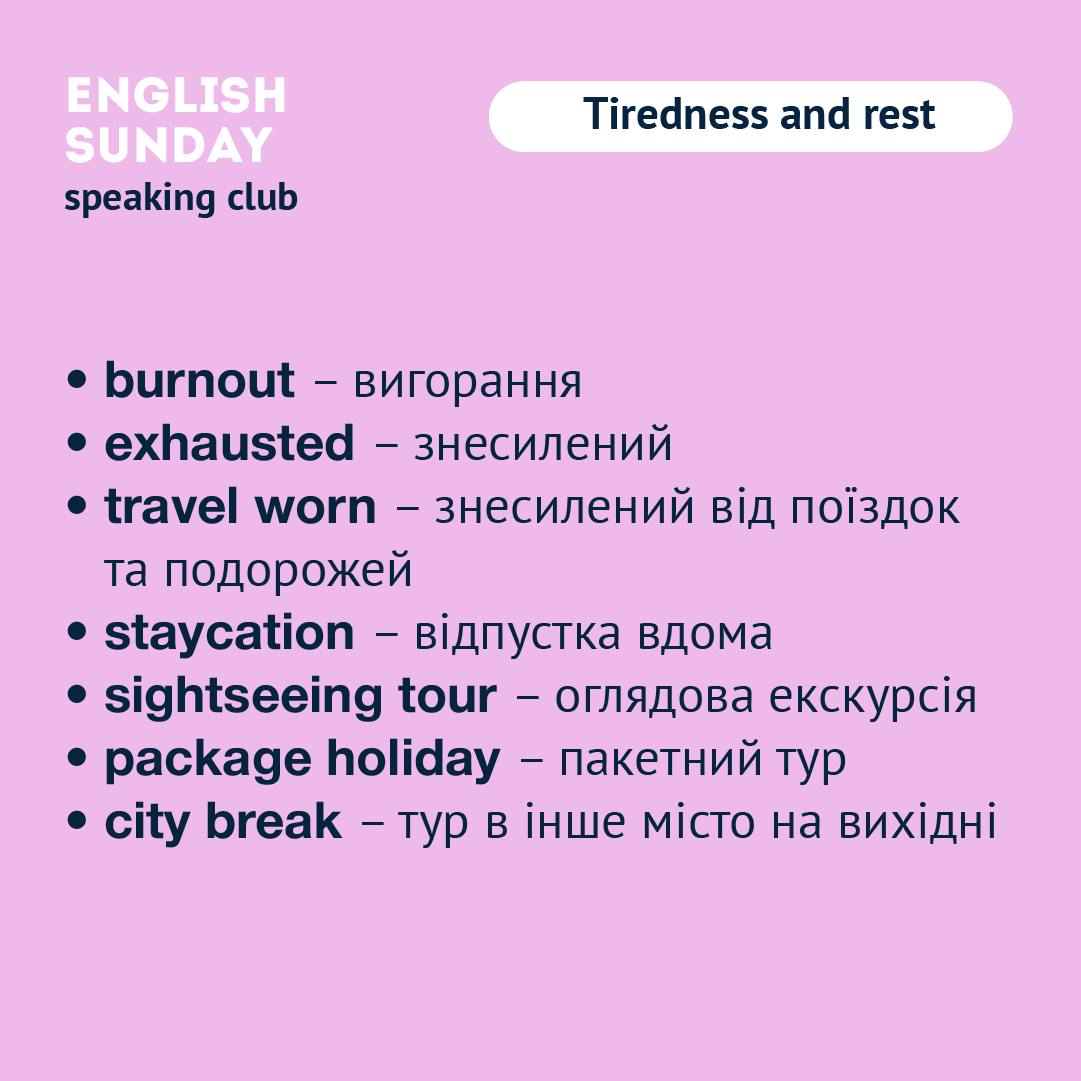 ENGLISH
SUNDAY
speaking club
Tiredness and rest
• burnout – вигорання
• exhausted – знесилений
• travel worn – знесилений від поїздок
та подорожей
• staycation – відпустка вдома
• sightseeing tour – оглядова екскурсія
• package holiday – пакетний тур
• city break – тур в інше місто на вихідні